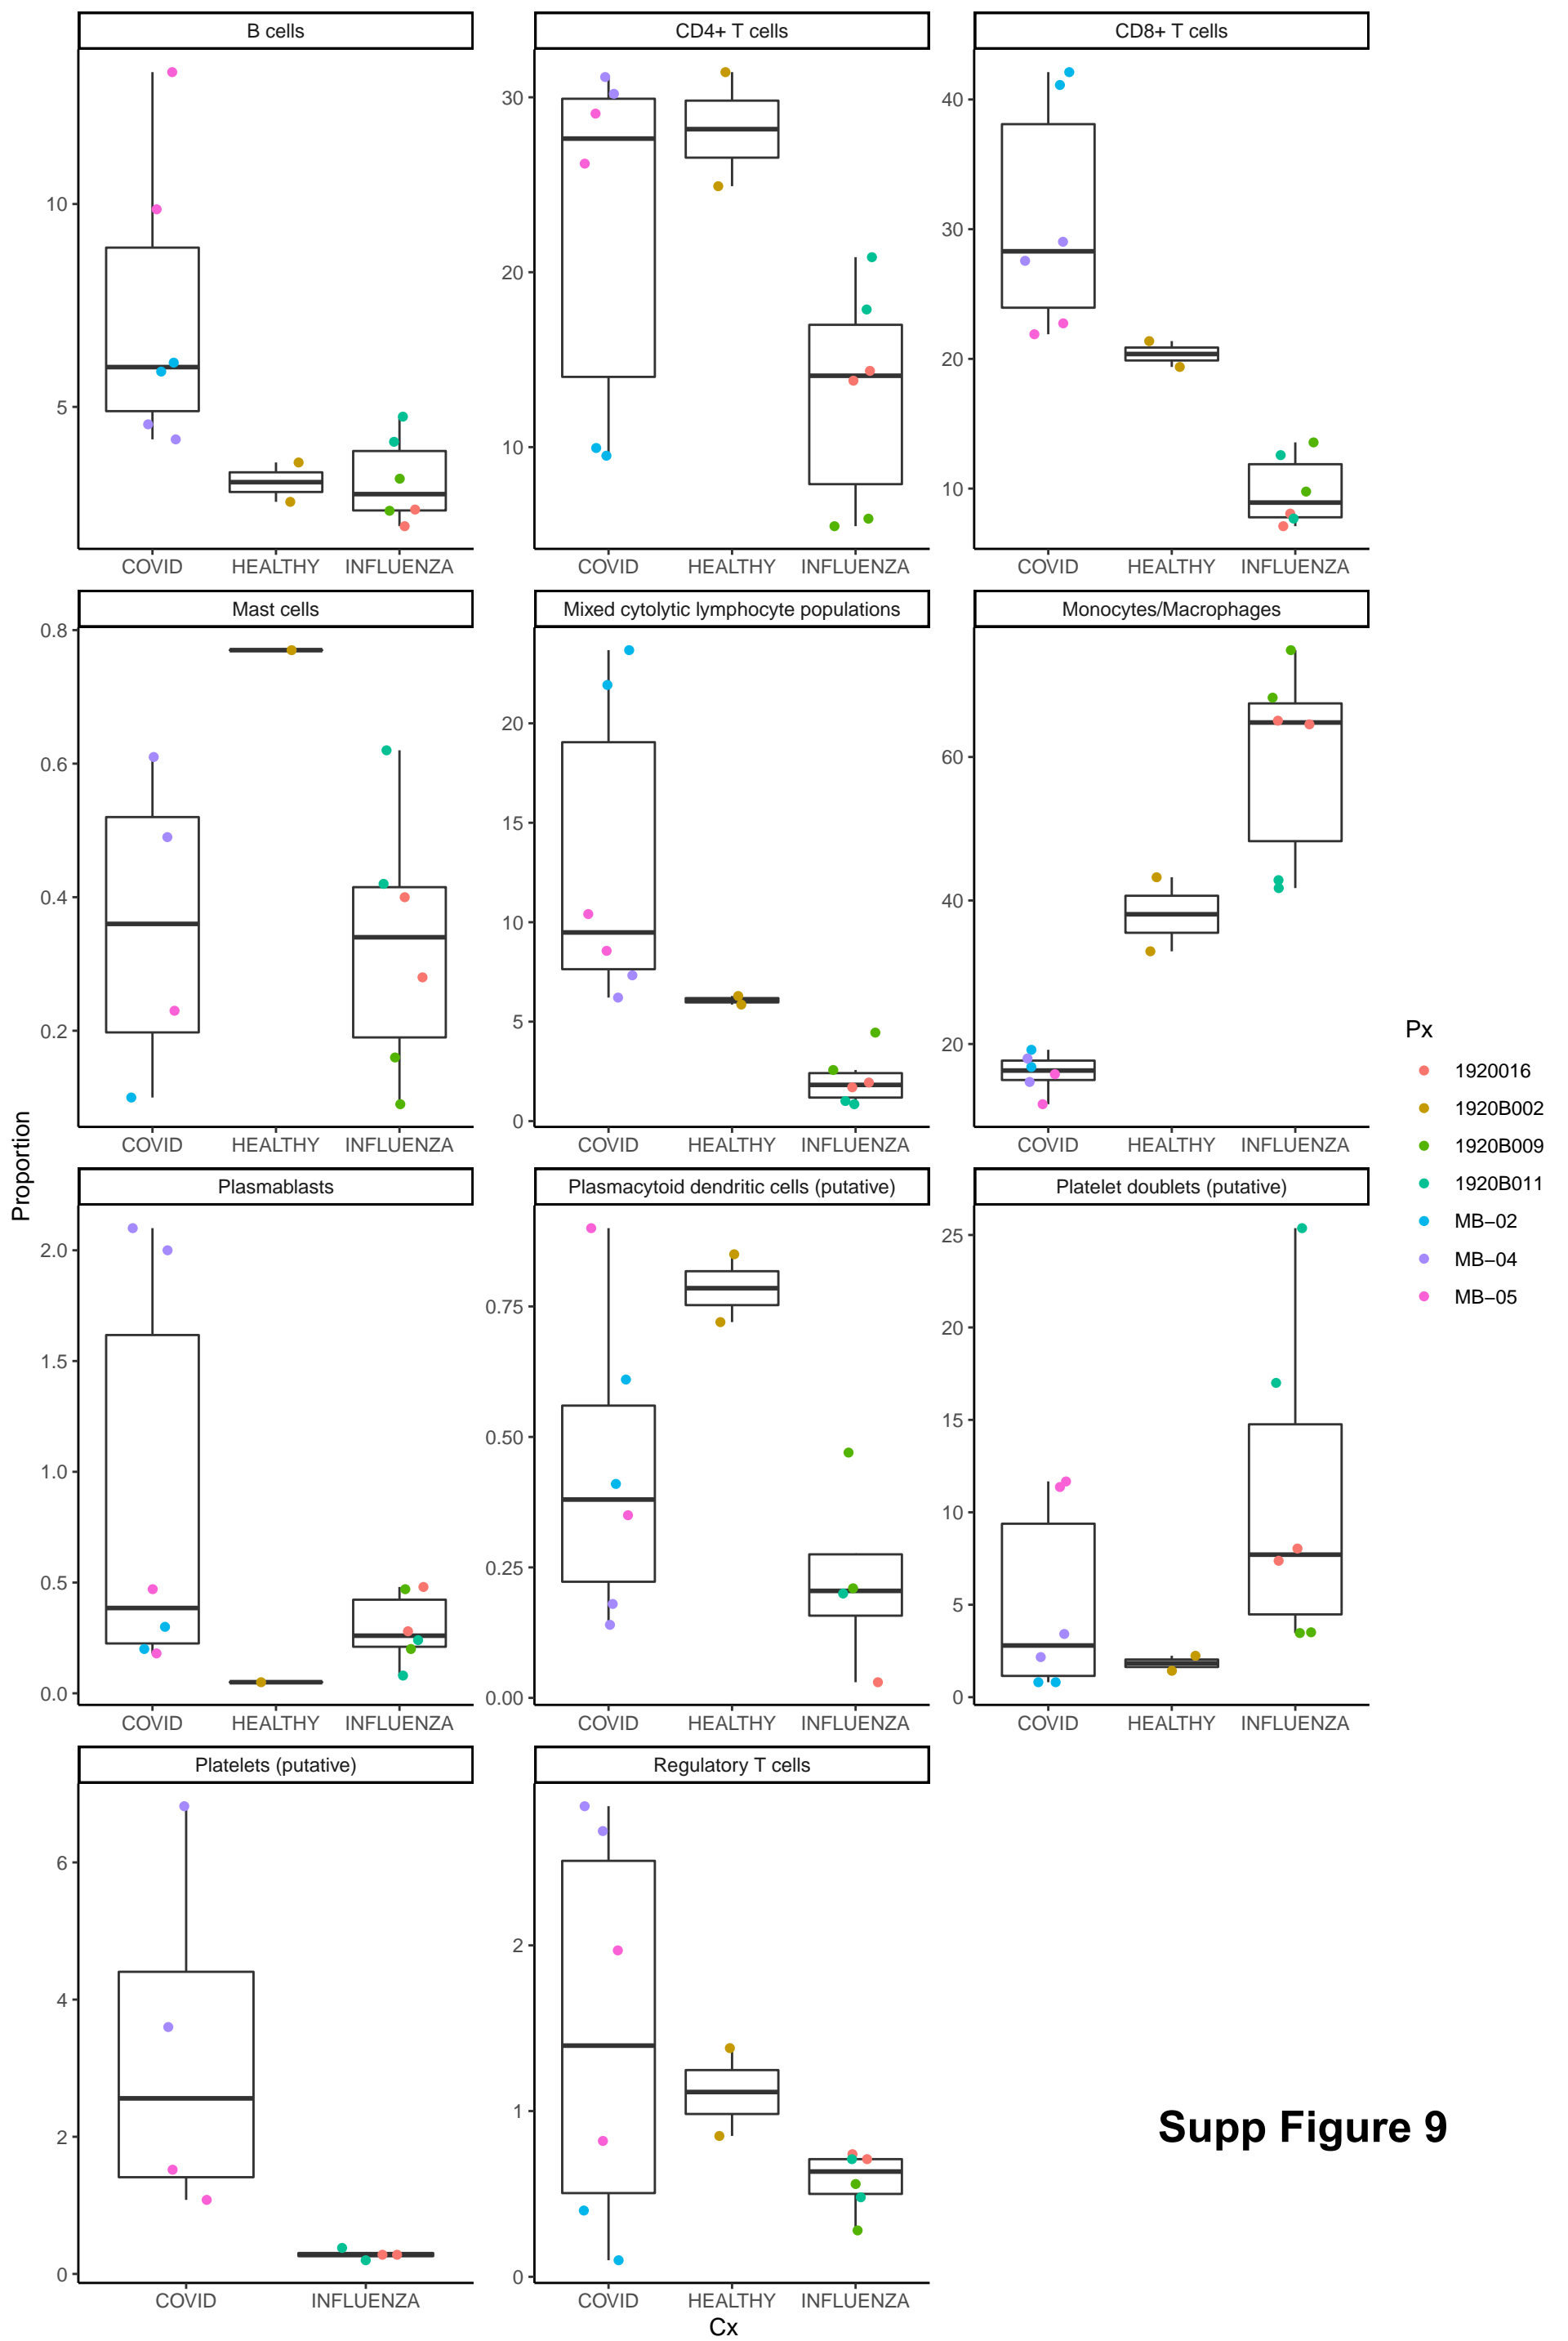 B cells
CD4+ T cells
CD8+ T cells
10
5
30
20
10
40
30
20
10
COVID HEALTHY INFLUENZA
COVID HEALTHY INFLUENZA
COVID HEALTHY INFLUENZA
Mast cells
Mixed cytolytic lymphocyte populations
Monocytes/Macrophages
0.8
0.6
0.4
0.2
20
15
10
5
0
60
40
20
COVID HEALTHY INFLUENZA
COVID HEALTHY INFLUENZA
COVID HEALTHY INFLUENZA
Proportion
Plasmablasts
Plasmacytoid dendritic cells (putative)
Platelet doublets (putative)
2.0
1.5
1.0
0.5
0.0
0.75
0.50
0.25
0.00
25
20
15
10
5
0
COVID HEALTHY INFLUENZA
COVID HEALTHY INFLUENZA
COVID HEALTHY INFLUENZA
Platelets (putative)
Regulatory T cells
6
4
2
0
2
1
0
COVID INFLUENZA
COVID HEALTHY INFLUENZA
Cx
Px
1920016
1920B002
1920B009
1920B011
MB−02
MB−04
MB−05
Supp Figure 9